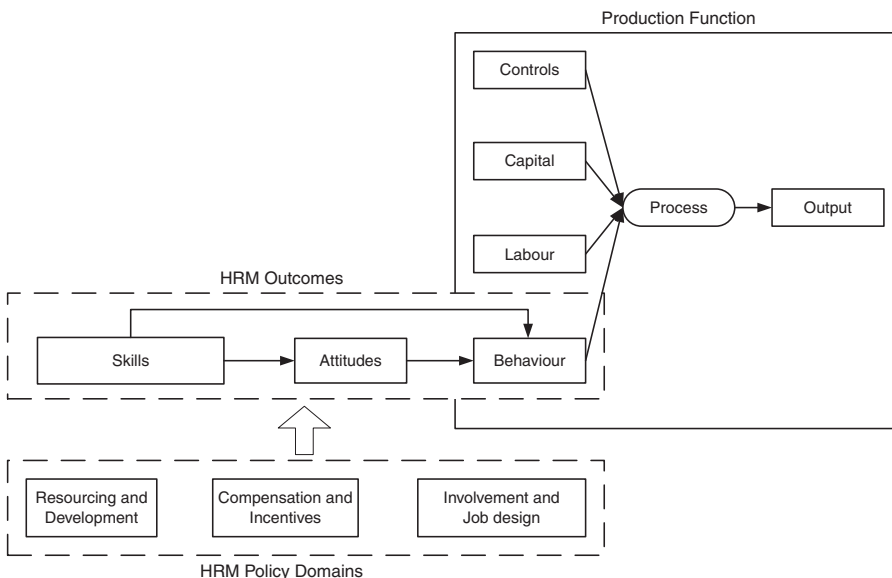 Production Function
Controls
Capital
Process
Output
Labour
HRM Outcomes
Skills
Attitudes
Behaviour
Resourcing and
Development
Compensation and
Incentives
Involvement and
Job design
HRM Policy Domains